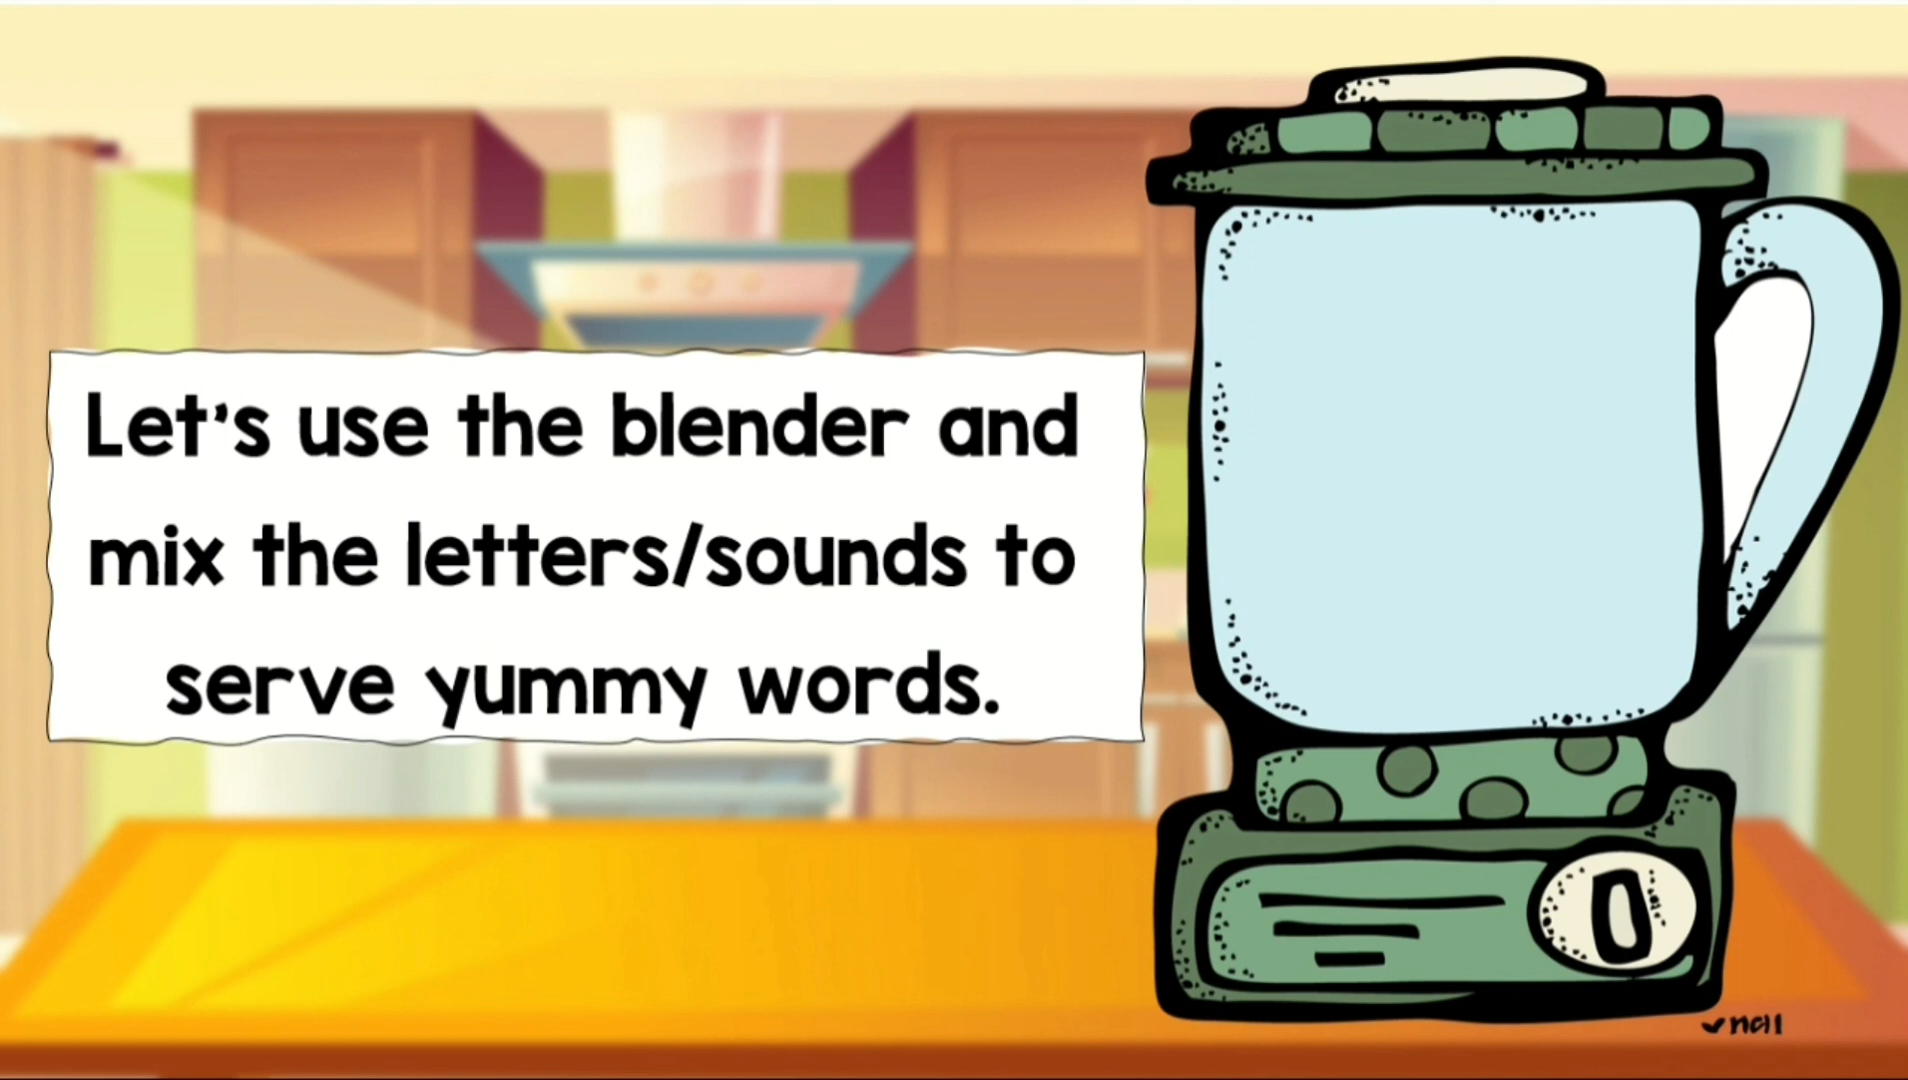 Let's use the blender and
mix the letters/sounds to
serve yummy words.